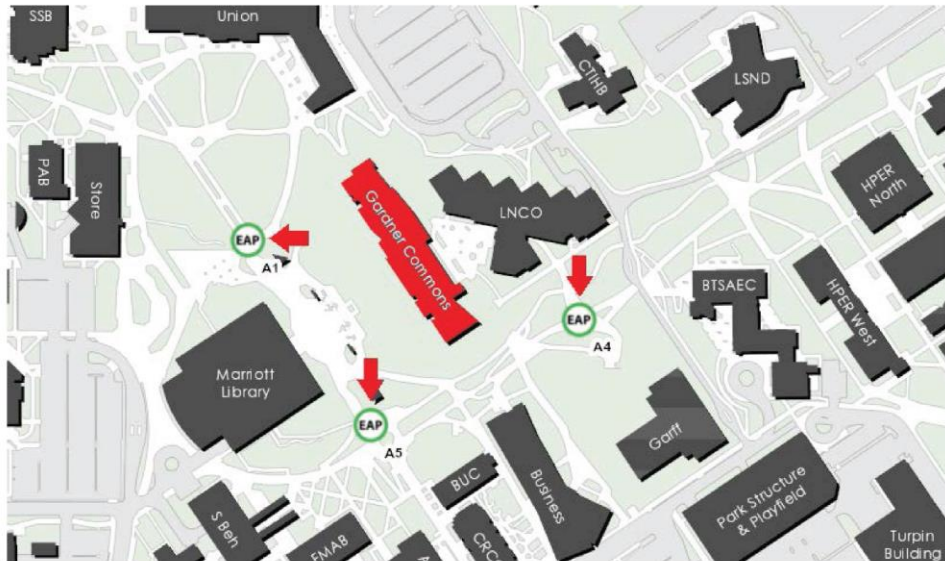 SSB
Union
CTIHB
LSND
PAB
Store
HPER
North
Gardner Commons
LNCO
EAP
A1
BTSAEC
HPER West
EAP
A4
Marriott
Library
EAP
A5
Garff
BUC
Business
S Beh
FMAB
CRC
Park Structure
& Playfield
Turpin
Building